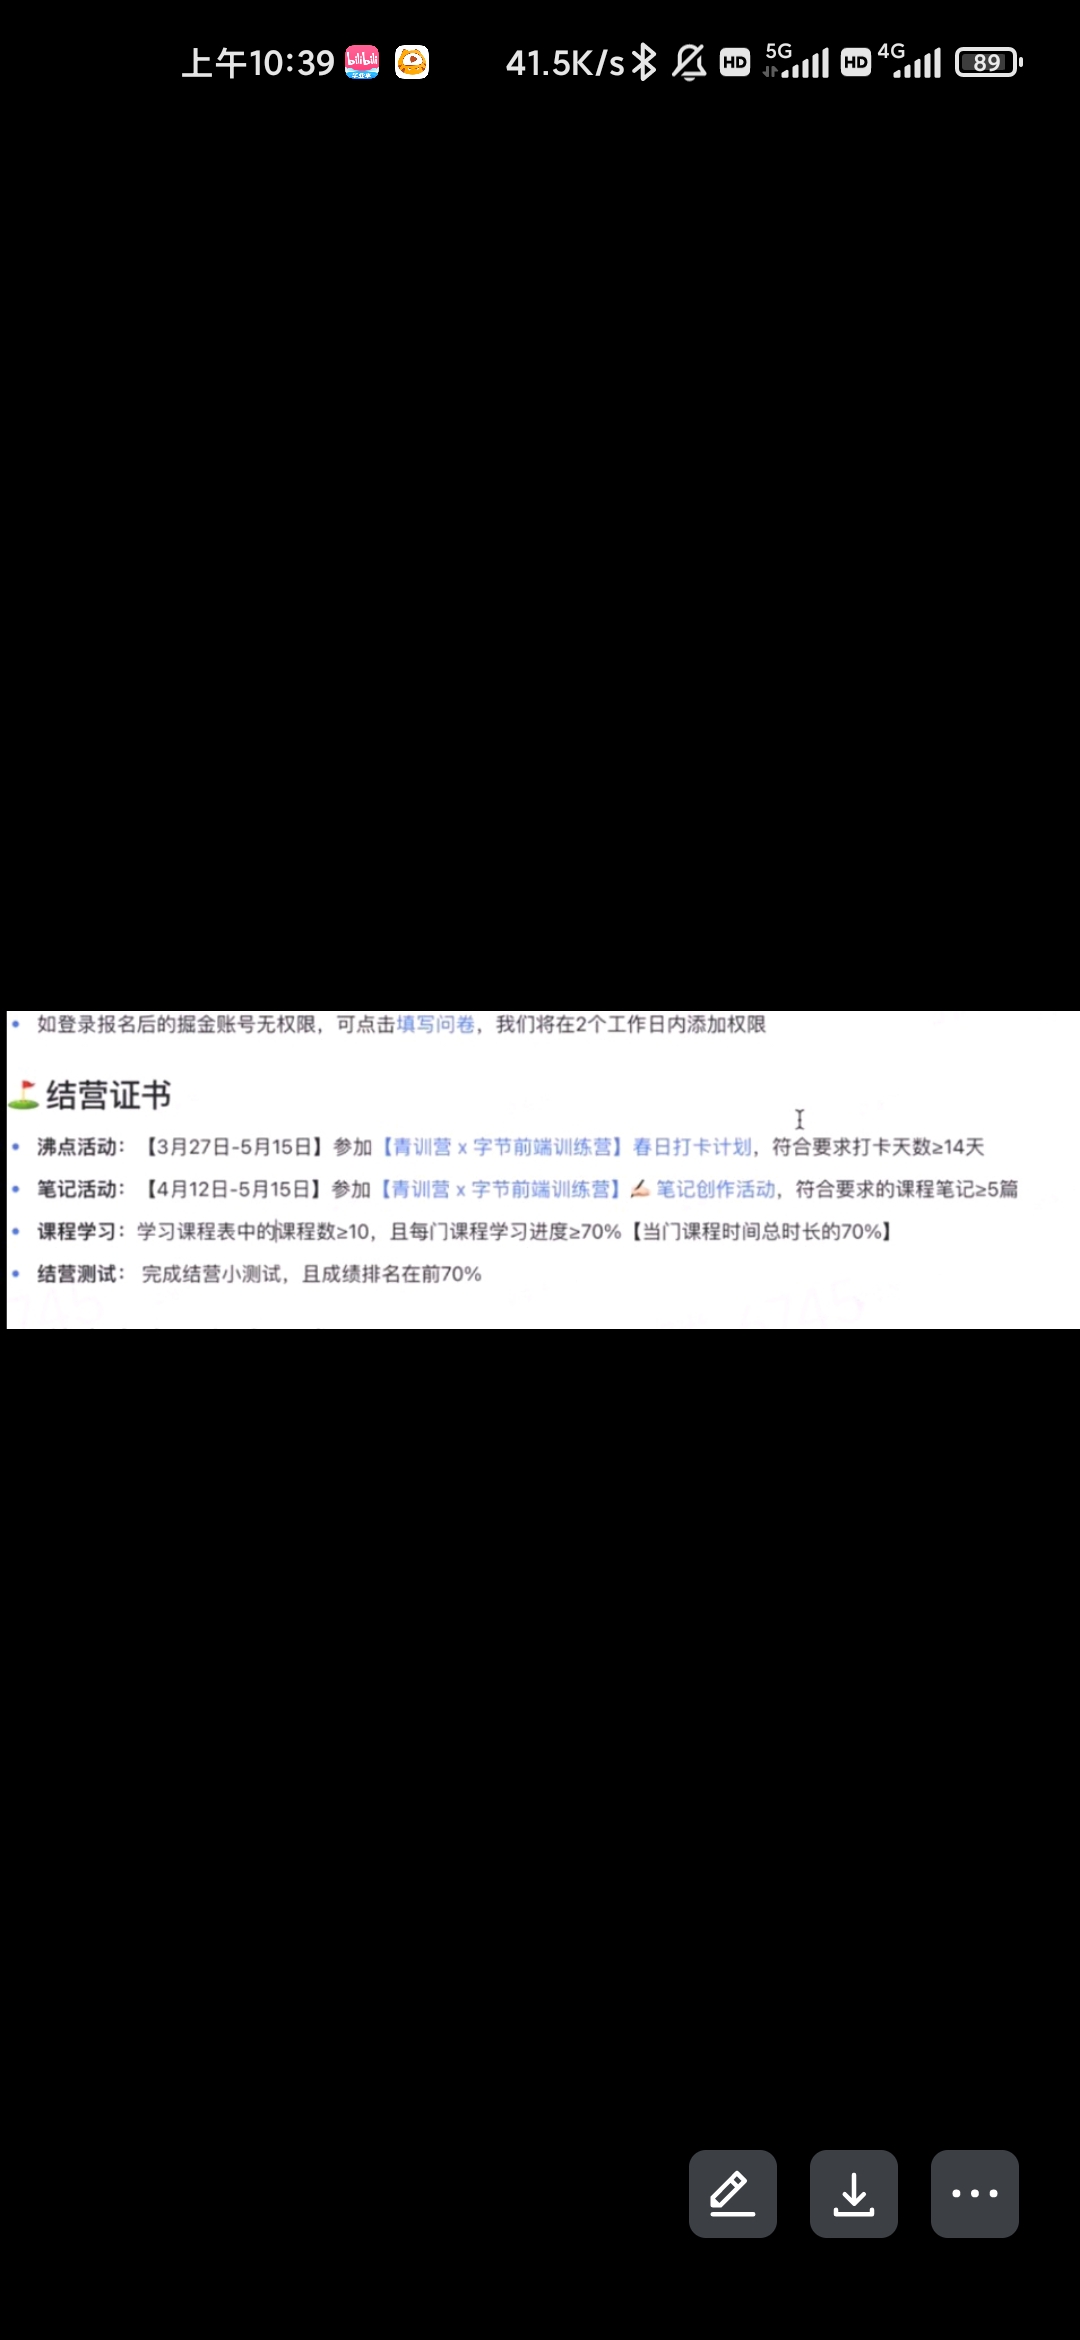 上午10:39 bilibili 41.5K/s HD 5G HD 4G 89
如登录报名后的掘金账号无权限，可点击填写问卷，我们将在2个工作日内添加权限
结营证书
沸点活动：【3月27日-5月15日】参加【青训营 x 字节前端训练营】春日打卡计划，符合要求打卡天数≥14天
笔记活动：【4月12日-5月15日】参加【青训营 x 字节前端训练营】✍🏻 笔记创作活动，符合要求的课程笔记≥5篇
课程学习：学习课程表中的课程数≥10，且每门课程学习进度≥70%【当门课程时间总时长的70%】
结营测试： 完成结营小测试，且成绩排名在前70%